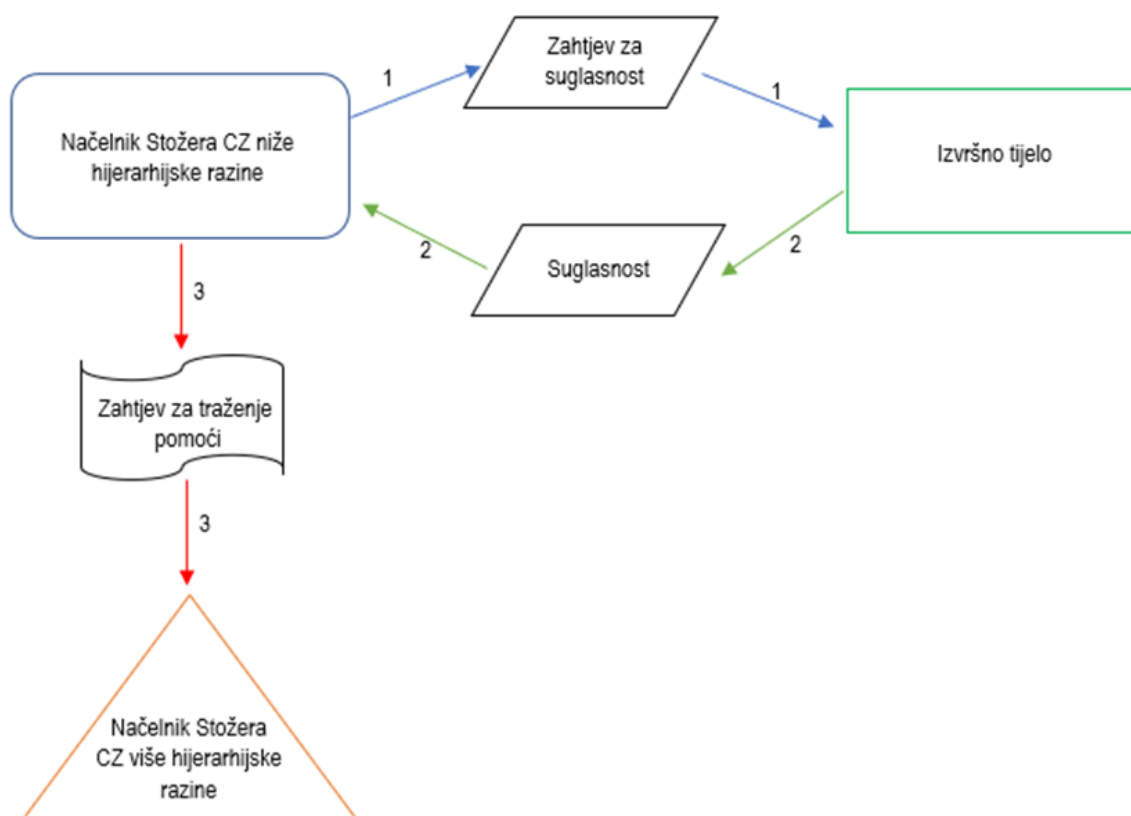 Zahtjev za
suglasnost
1
1
Načelnik Stožera CZ niže
hijerarhijske razine
Izvršno tijelo
2
Suglasnost
2
3
Zahtjev za traženje
pomoći
3
Načelnik Stožera
CZ više hijerarhijske
razine